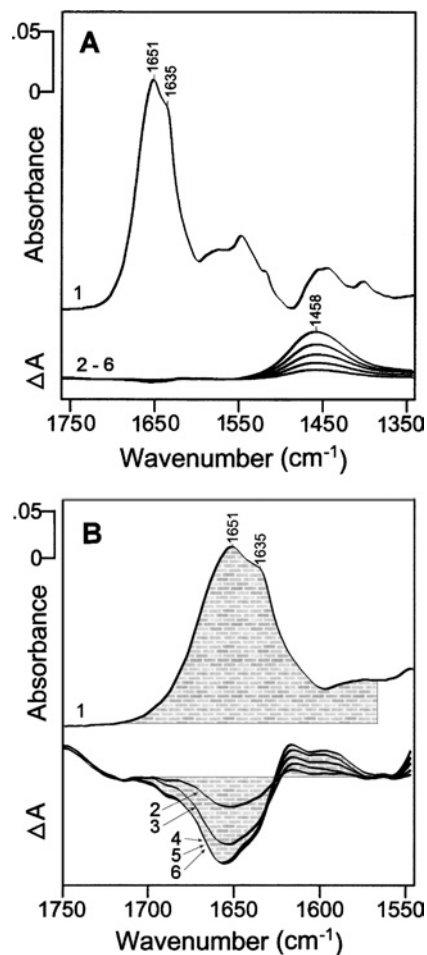 .05
A
1651
1635
0
Absorbance
1
1458
ΔA
2 - 6
1750 1650 1550 1450 1350
Wavenumber (cm-1)
.05
B
1651
1635
0
Absorbance
1
ΔA
2
3
4
5
6
1750 1700 1650 1600 1550
Wavenumber (cm-1)